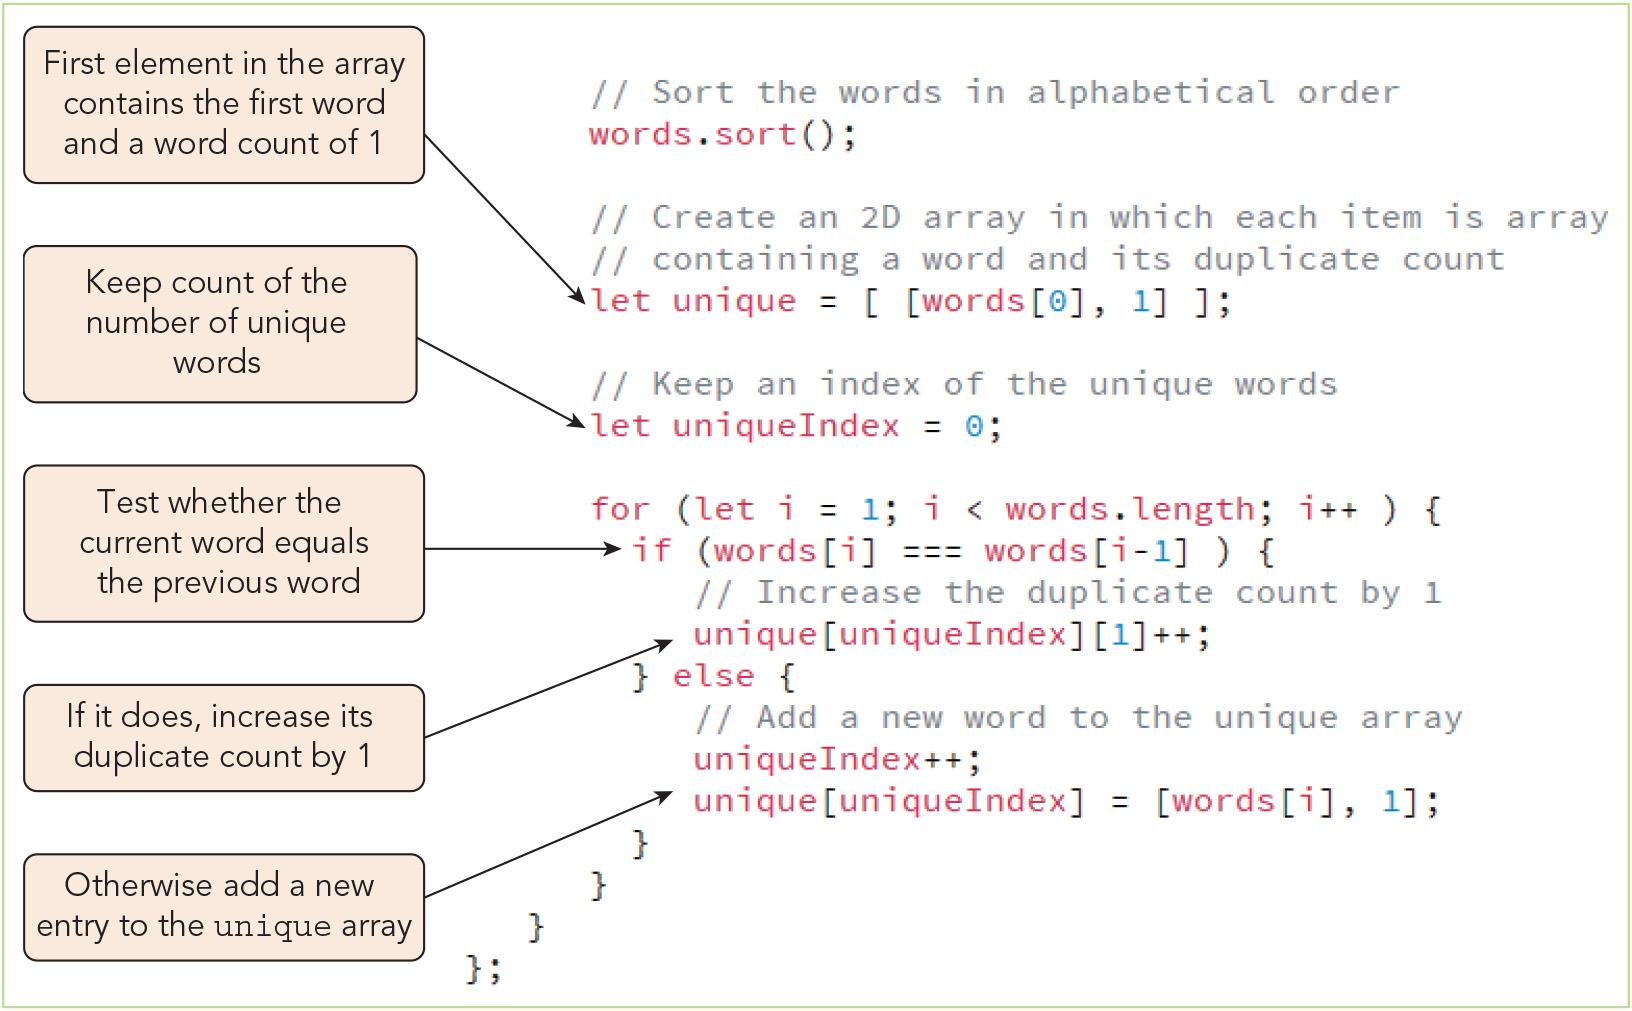 First element in the array
contains the first word
and a word count of 1
Keep count of the
number of unique
words
Test whether the
current word equals
the previous word
If it does, increase its
duplicate count by 1
Otherwise add a new
entry to the unique array
// Sort the words in alphabetical order
words.sort();
// Create an 2D array in which each item is array
// containing a word and its duplicate count
let unique = [ [words[0], 1] ];
// Keep an index of the unique words
let uniqueIndex = 0;
for (let i = 1; i < words.length; i++ ) {
if (words[i] === words[i-1] ) {
// Increase the duplicate count by 1
unique[uniqueIndex][1]++;
} else {
// Add a new word to the unique array
uniqueIndex++;
unique[uniqueIndex] = [words[i], 1];
}
}
}
};